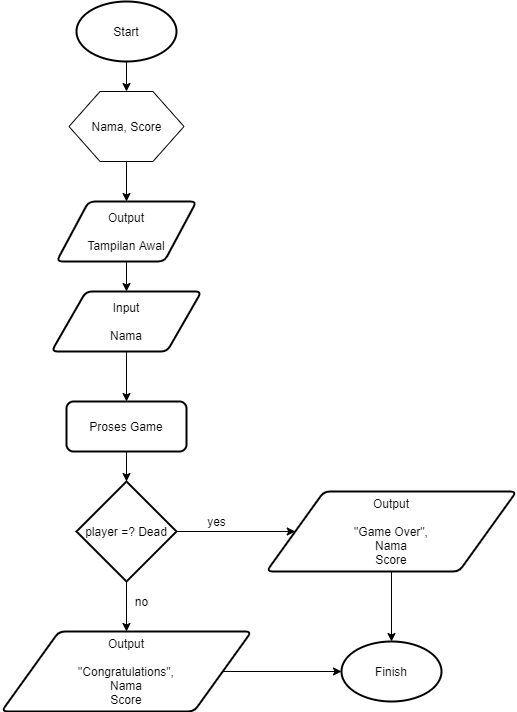 Start
Nama, Score
Output
Tampilan Awal
Input
Nama
Proses Game
player =? Dead
yes
Output
"Game Over",
Nama
Score
no
Output
"Congratulations",
Nama
Score
Finish